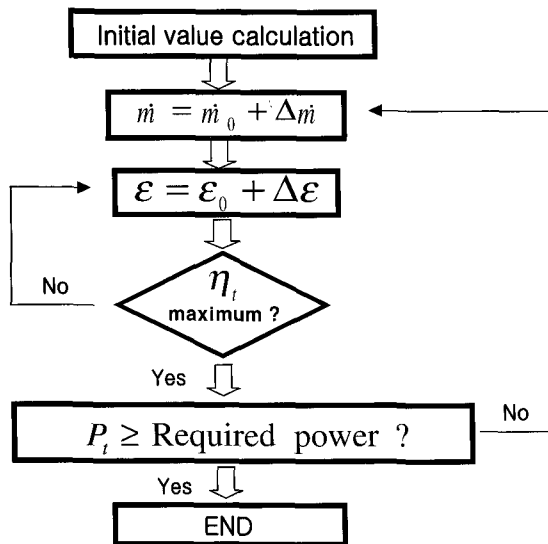 Initial value calculation
ṁ = ṁ₀ + Δṁ
ε = ε₀ + Δε
No
ηₜ
maximum ?
Yes
Pₜ ≥ Required power ?
No
Yes
END